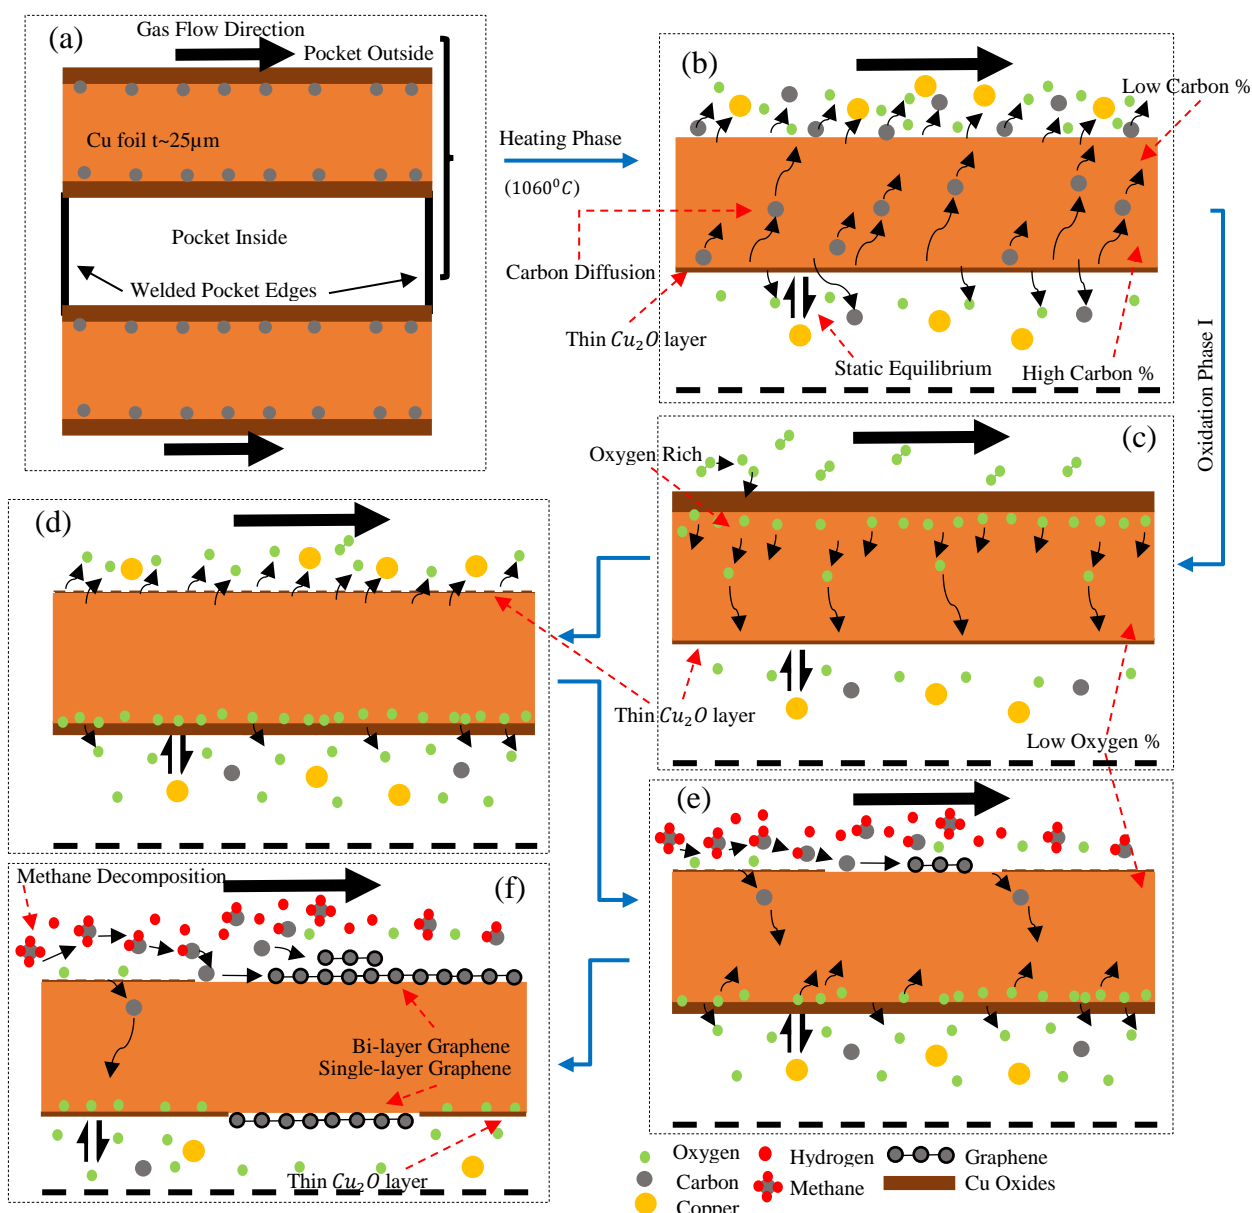 (a)
Gas Flow Direction
Pocket Outside
Cu foil t~25μm
Pocket Inside
Welded Pocket Edges
Heating Phase
(1060⁰C)
(b)
Low Carbon %
Carbon Diffusion
Thin Cu₂O layer
Static Equilibrium
High Carbon %
Oxidation Phase I
(c)
Oxygen Rich
Thin Cu₂O layer
Low Oxygen %
(d)
(e)
(f)
Methane Decomposition
Bi-layer Graphene
Single-layer Graphene
Thin Cu₂O layer
Oxygen
Carbon
Copper
Hydrogen
Methane
Graphene
Cu Oxides